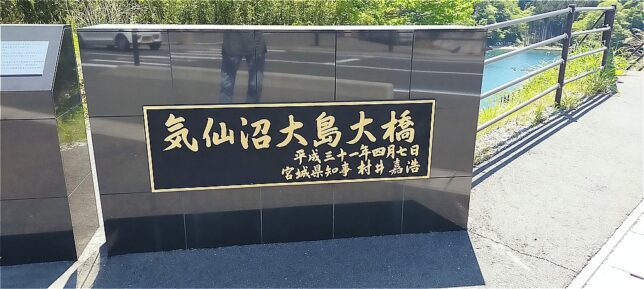 気仙沼大島大橋
平成三十一年四月七日
宮城県知事 村井 嘉浩